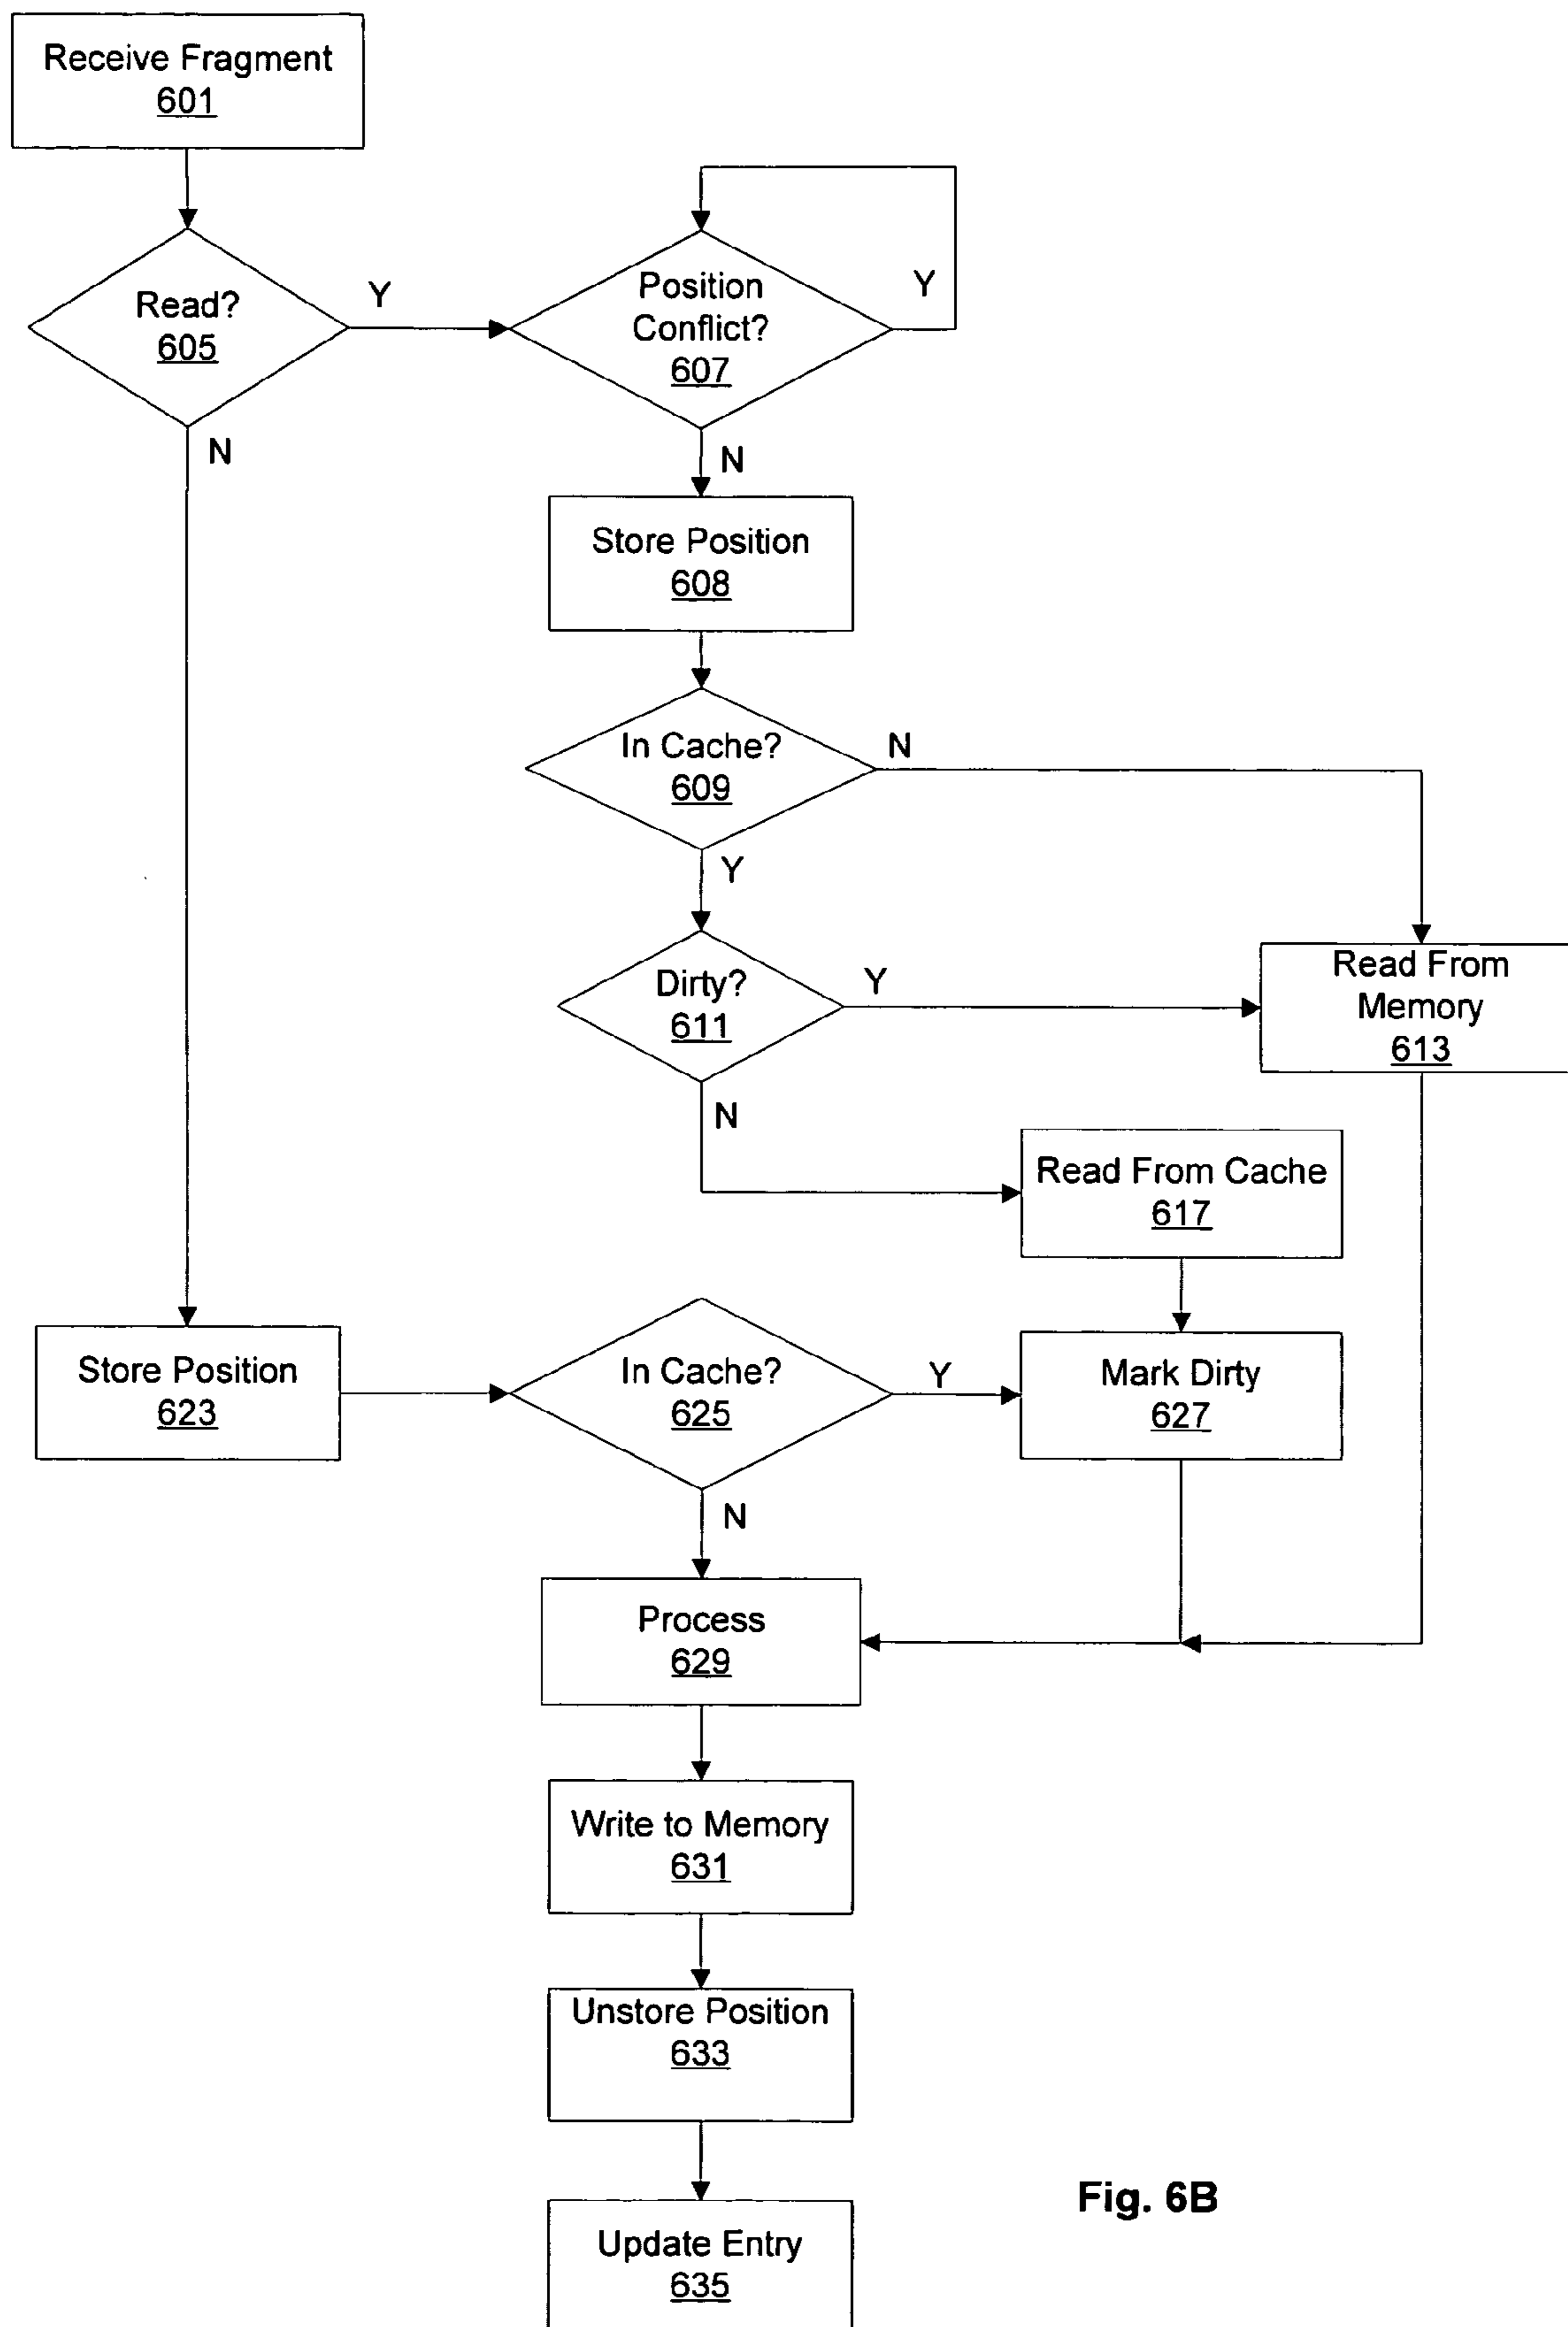 Receive Fragment
601
Read?
605
Y
N
Position
Conflict?
607
Y
N
Store Position
608
In Cache?
609
N
Y
Dirty?
611
Y
N
Read From
Memory
613
Read From Cache
617
Store Position
623
In Cache?
625
Y
N
Mark Dirty
627
Process
629
Write to Memory
631
Unstore Position
633
Update Entry
635
Fig. 6B